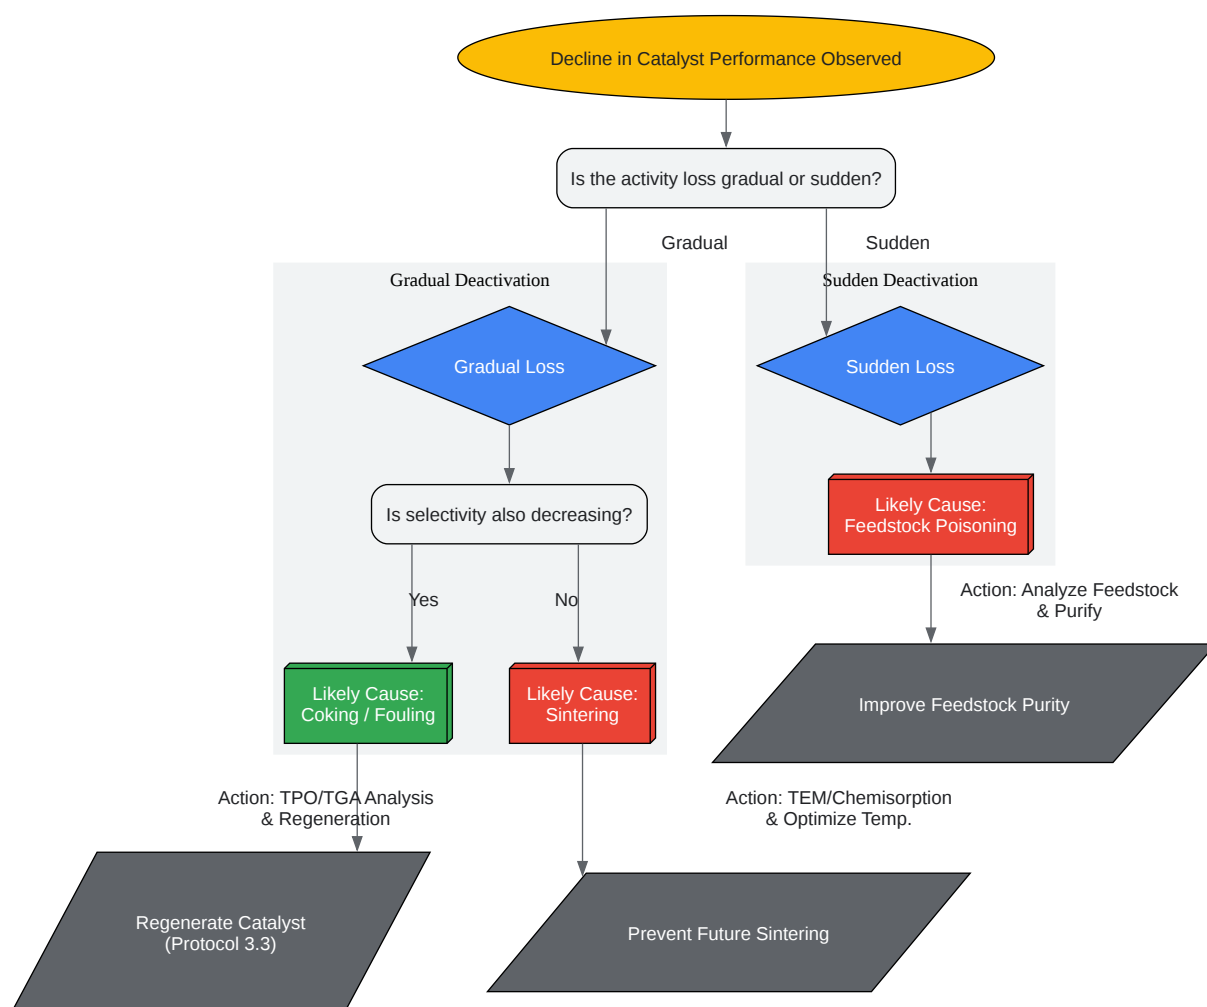 Decline in Catalyst Performance Observed
Is the activity loss gradual or sudden?
Gradual
Sudden
Gradual Deactivation
Sudden Deactivation
Gradual Loss
Sudden Loss
Is selectivity also decreasing?
Likely Cause:
Feedstock Poisoning
Yes
No
Action: Analyze Feedstock
& Purify
Likely Cause:
Coking / Fouling
Likely Cause:
Sintering
Improve Feedstock Purity
Action: TPO/TGA Analysis
& Regeneration
Action: TEM/Chemisorption
& Optimize Temp.
Regenerate Catalyst
(Protocol 3.3)
Prevent Future Sintering